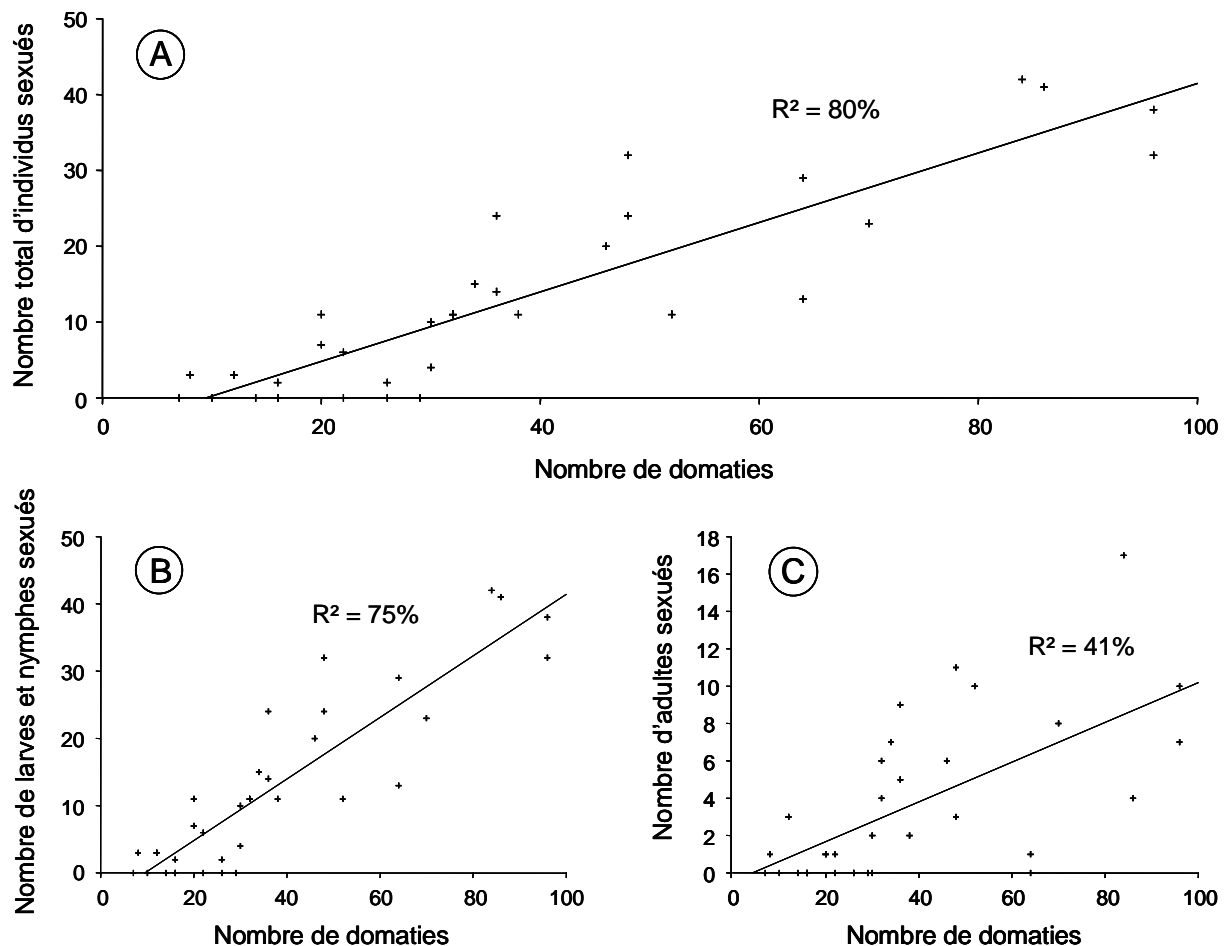 A
Nombre total d'individus sexués
50
40
30
20
10
0
R² = 80%
0 20 40 60 80 100
Nombre de domaties
B
Nombre de larves et nymphes sexués
50
40
30
20
10
0
R² = 75%
0 20 40 60 80 100
Nombre de domaties
C
Nombre d'adultes sexués
18
16
14
12
10
8
6
4
2
0
R² = 41%
0 20 40 60 80 100
Nombre de domaties